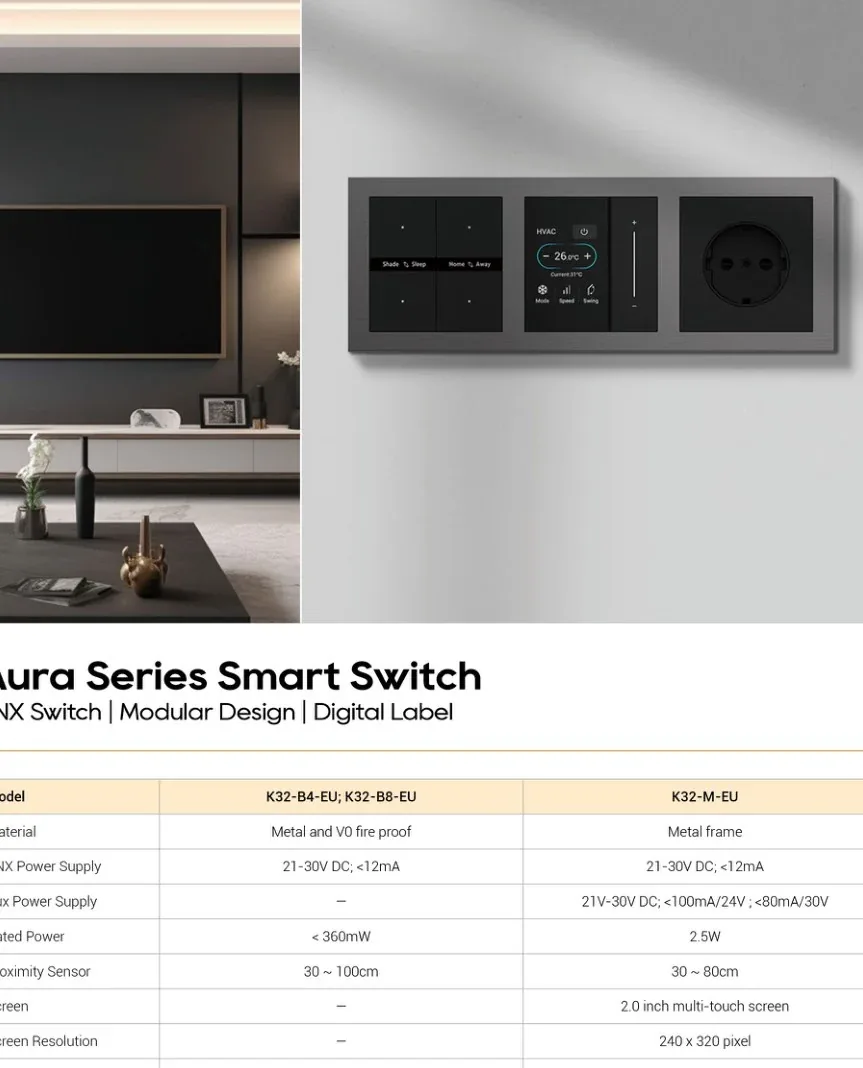 HVAC
− 26.0°C +
Current:31°C
Mode Speed Swing
+
−
Shade ⇅ Sleep Home ⇅ Away
Aura Series Smart Switch
NX Switch | Modular Design | Digital Label
odel K32-B4-EU; K32-B8-EU K32-M-EU
aterial Metal and V0 fire proof Metal frame
NX Power Supply 21-30V DC; <12mA 21-30V DC; <12mA
ux Power Supply — 21V-30V DC; <100mA/24V ; <80mA/30V
ated Power < 360mW 2.5W
oximity Sensor 30 ~ 100cm 30 ~ 80cm
creen — 2.0 inch multi-touch screen
creen Resolution — 240 x 320 pixel